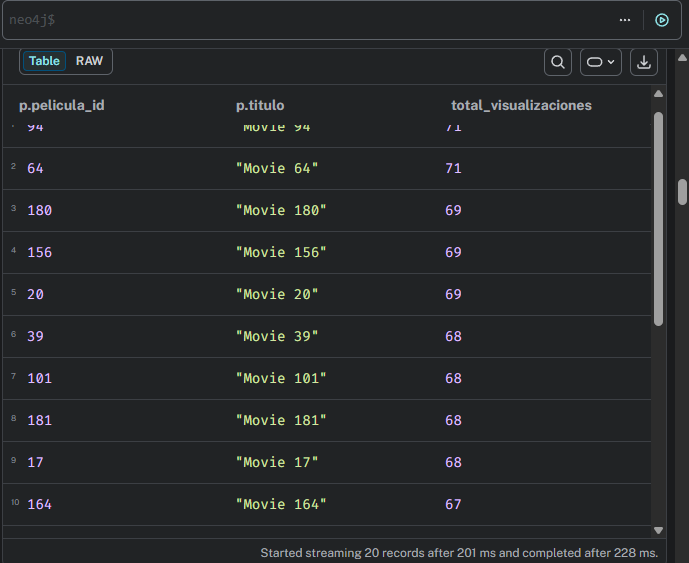 neo4j$
Table RAW
p.pelicula_id p.titulo total_visualizaciones
1 94 "Movie 94" 71
2 64 "Movie 64" 71
3 180 "Movie 180" 69
4 156 "Movie 156" 69
5 20 "Movie 20" 69
6 39 "Movie 39" 68
7 101 "Movie 101" 68
8 181 "Movie 181" 68
9 17 "Movie 17" 68
10 164 "Movie 164" 67
Started streaming 20 records after 201 ms and completed after 228 ms.